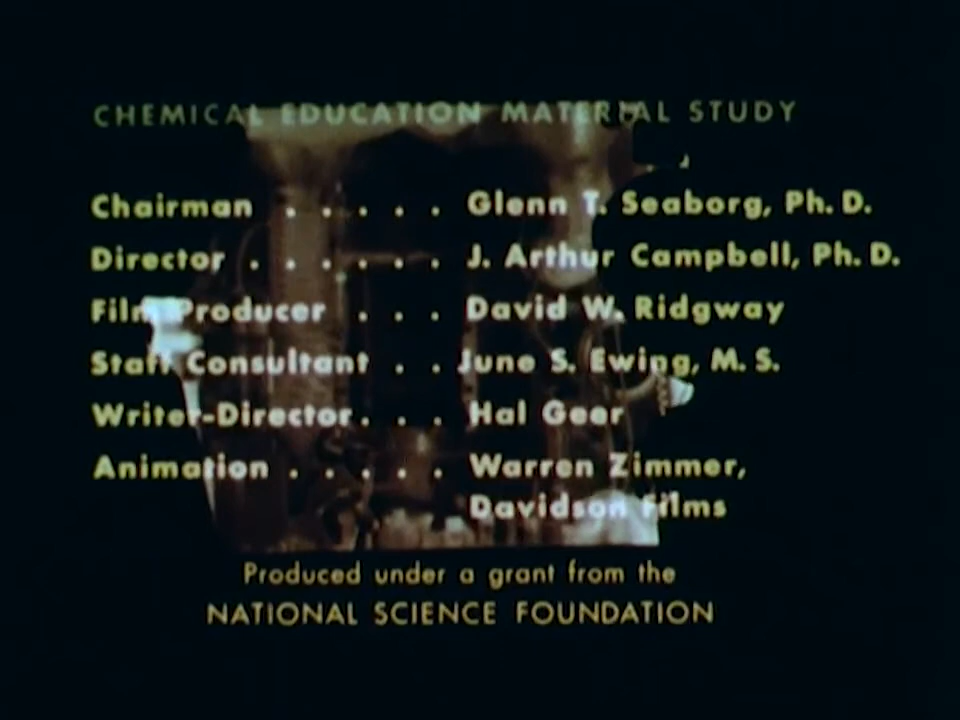 CHEMICAL EDUCATION MATERIAL STUDY
Chairman . . . . . Glenn T. Seaborg, Ph. D.
Director . . . . . . J. Arthur Campbell, Ph. D.
Film Producer . . . David W. Ridgway
Staff Consultant . . June S. Ewing, M. S.
Writer-Director . . . Hal Geer
Animation . . . . . Warren Zimmer,
Davidson Films
Produced under a grant from the
NATIONAL SCIENCE FOUNDATION